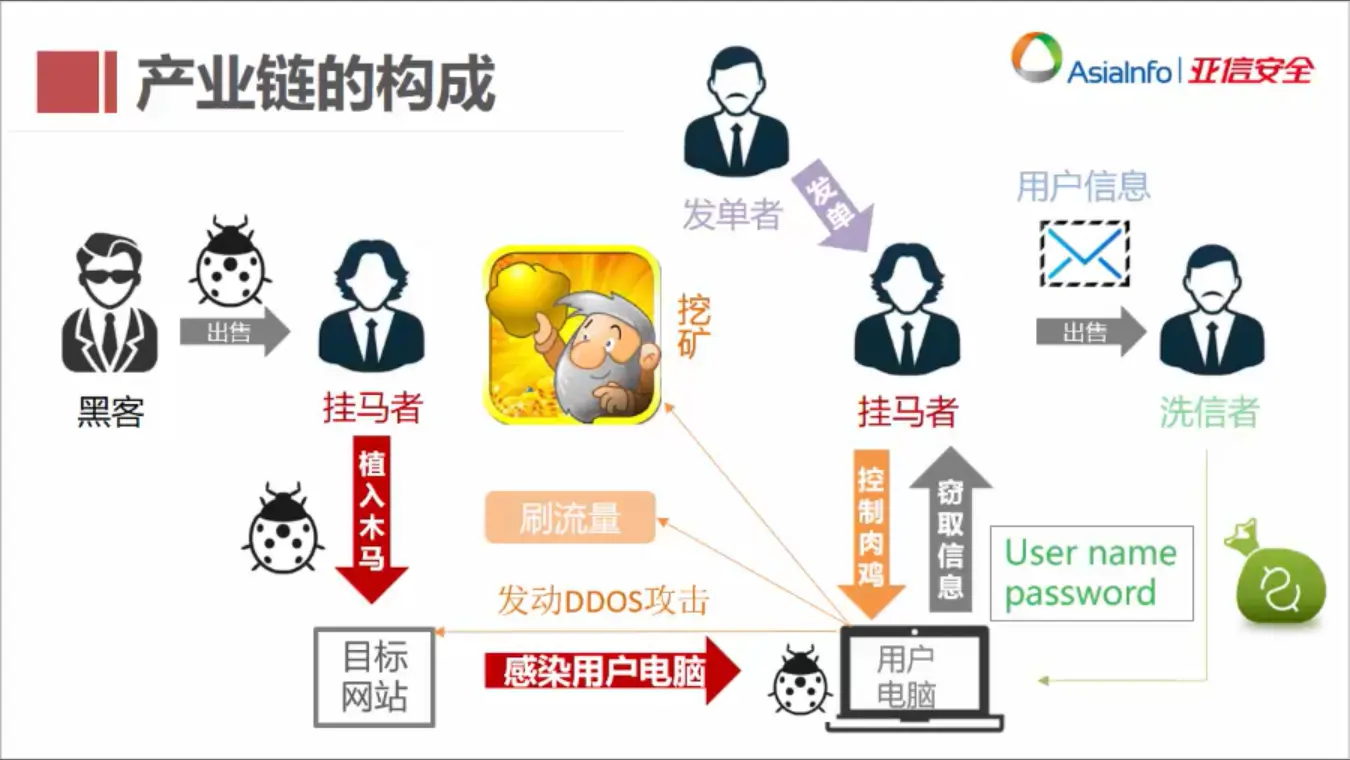 产业链的构成
AsiaInfo 亚信安全
发单者
发单
用户信息
黑客
出售
挂马者
挖矿
挂马者
出售
洗信者
植入木马
刷流量
发动DDOS攻击
控制肉鸡
窃取信息
User name
password
目标
网站
感染用户电脑
用户
电脑